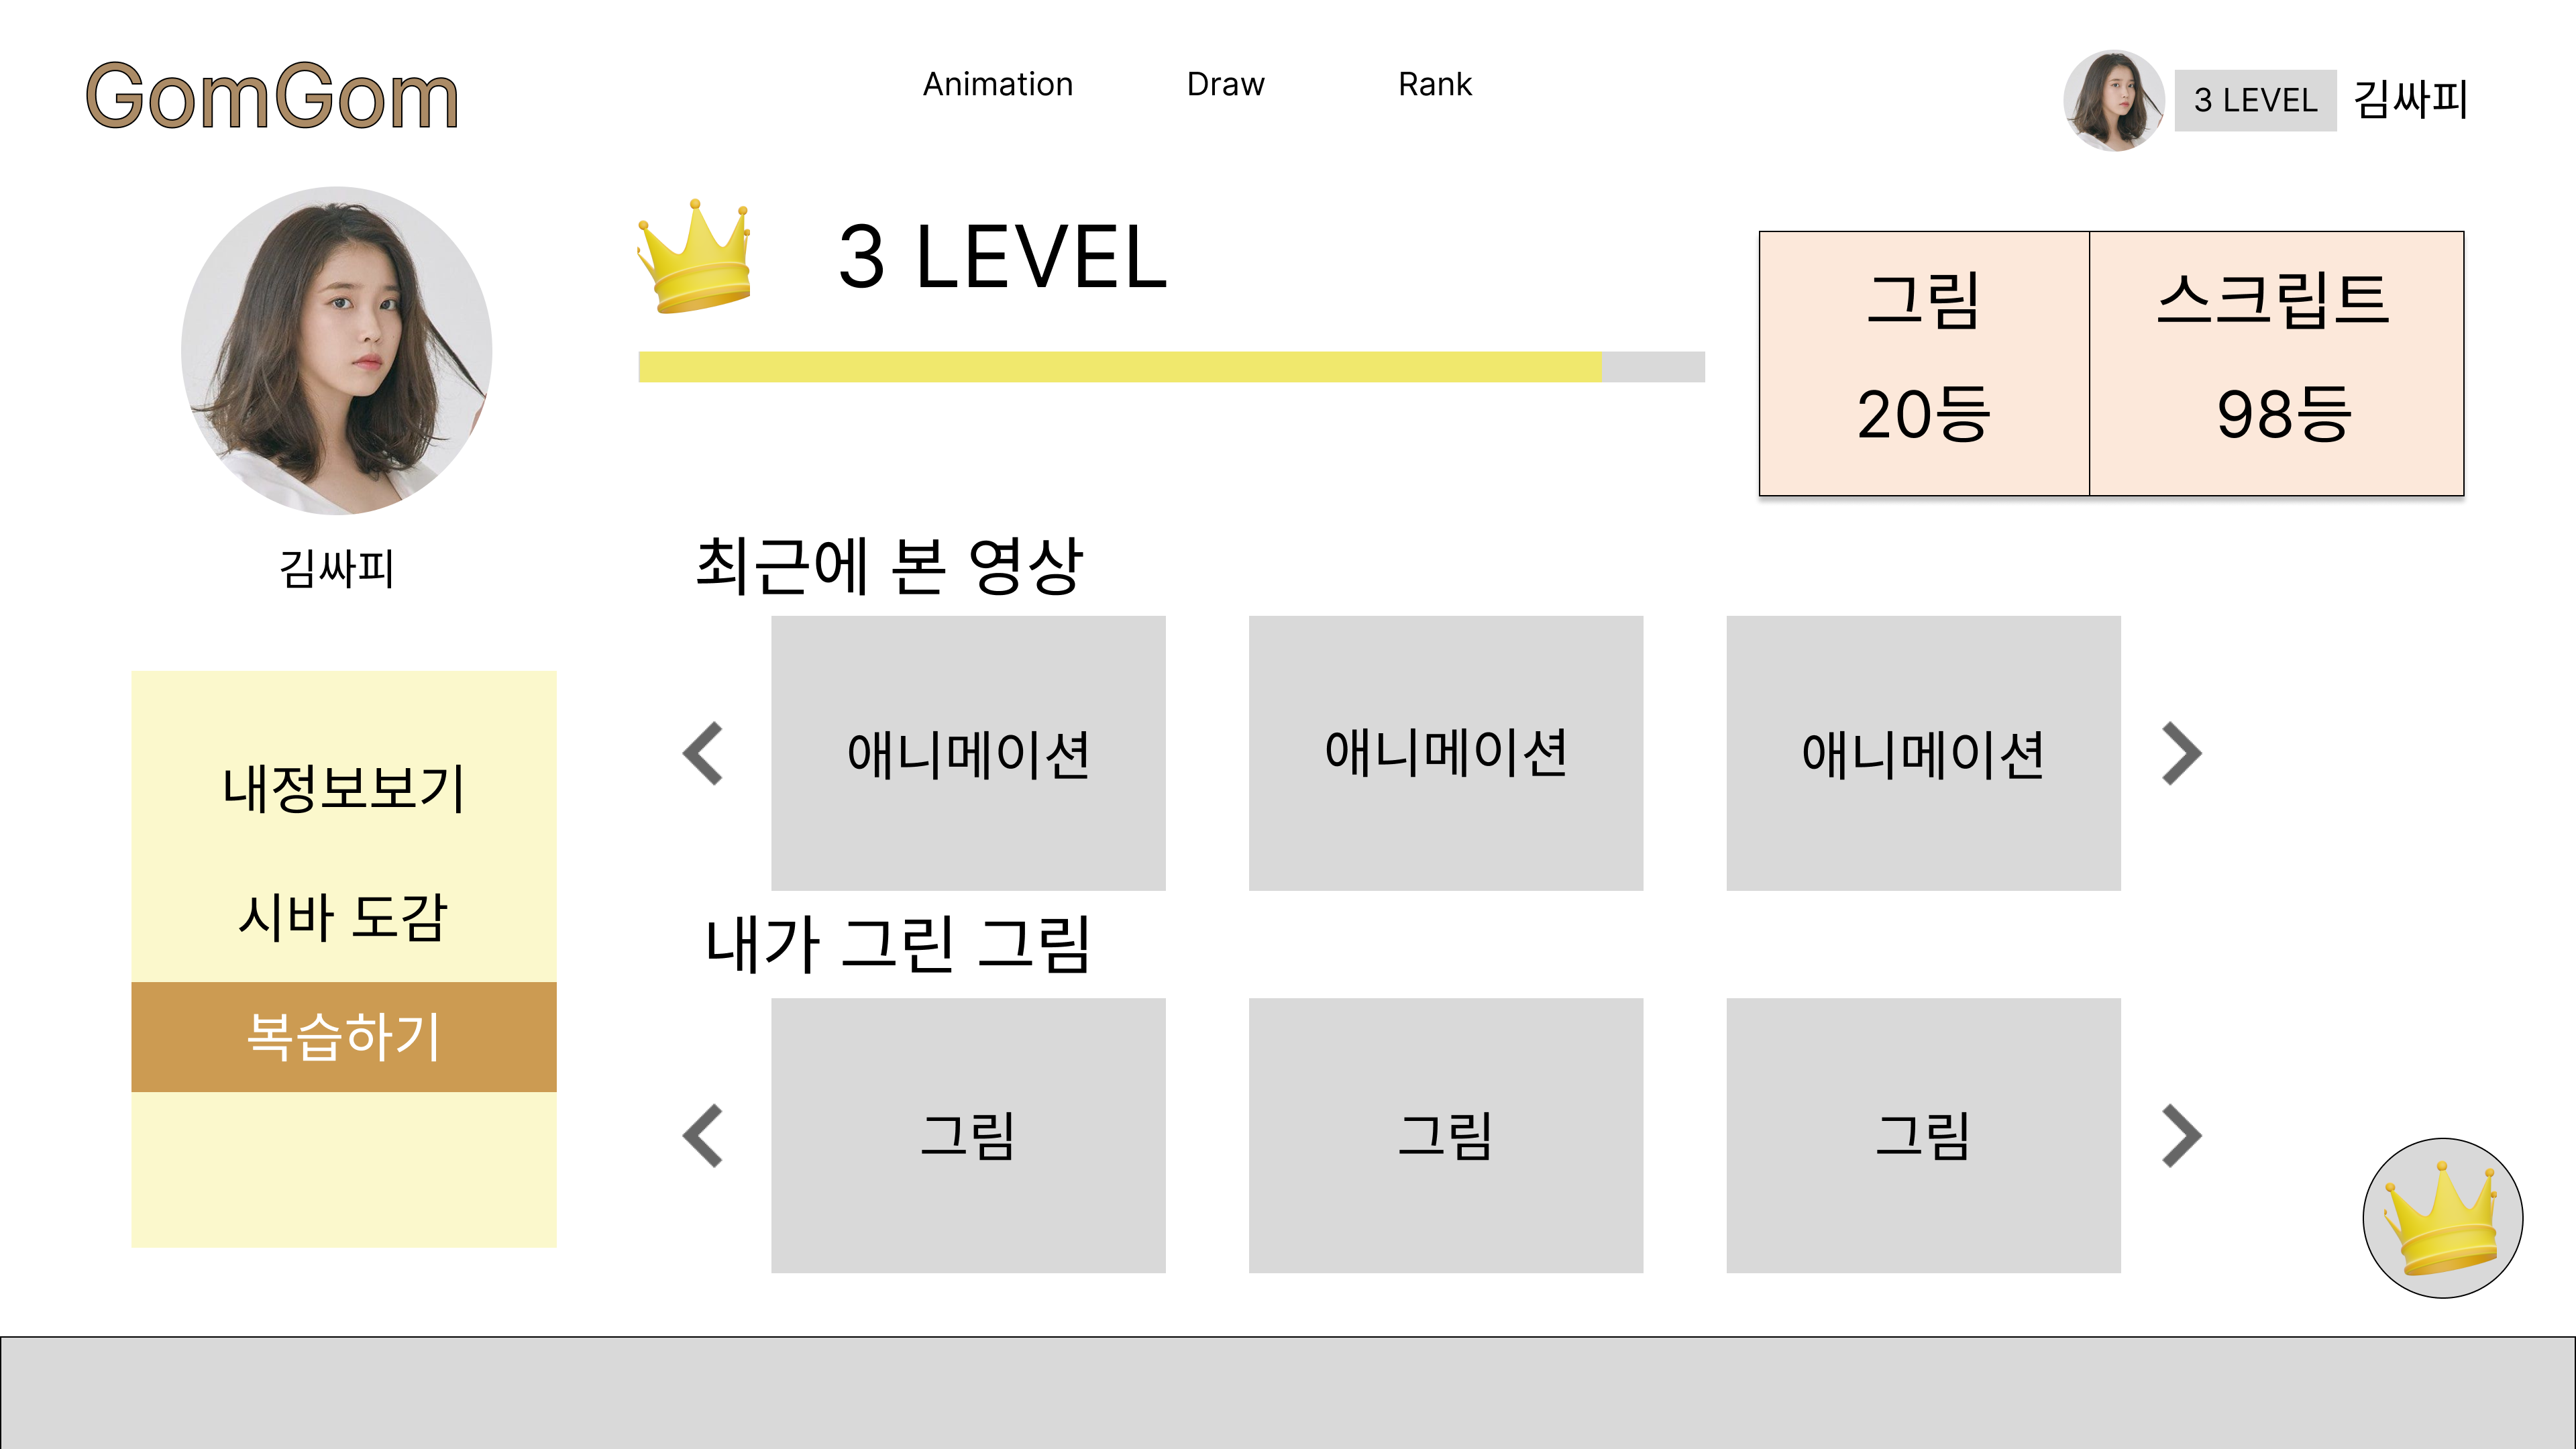 GomGom
Animation
Draw
Rank
3 LEVEL
김싸피
3 LEVEL
그림
스크립트
20등
98등
김싸피
최근에 본 영상
내정보보기
시바 도감
복습하기
애니메이션
애니메이션
애니메이션
내가 그린 그림
그림
그림
그림